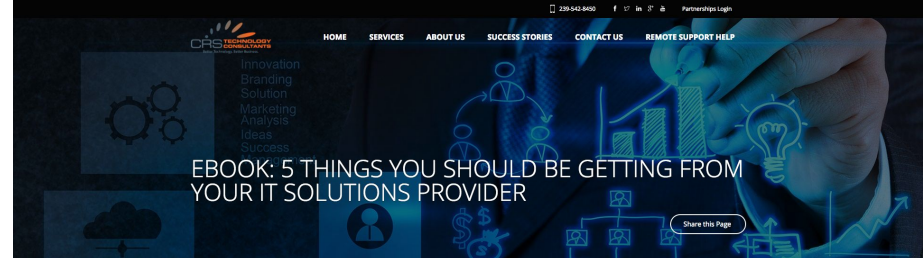 239-542-8450
Partnerships Login
CRS TECHNOLOGY CONSULTANTS
HOME SERVICES ABOUT US SUCCESS STORIES CONTACT US REMOTE SUPPORT HELP
Innovation
Branding
Solution
Marketing
Analysis
Ideas
Success
EBOOK: 5 THINGS YOU SHOULD BE GETTING FROM
YOUR IT SOLUTIONS PROVIDER
Share this Page